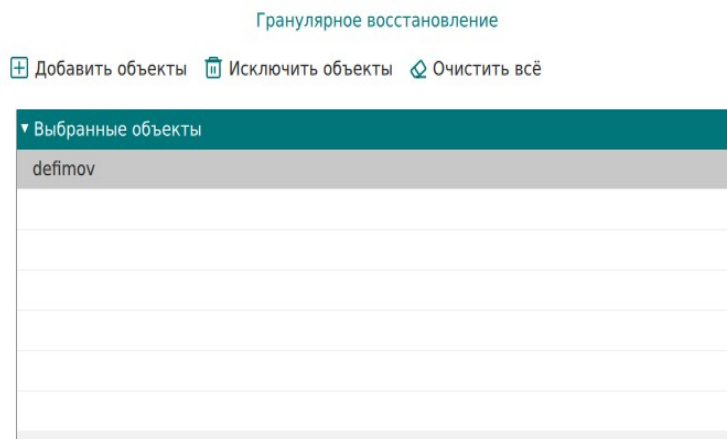 Гранулярное восстановление
Добавить объекты Исключить объекты Очистить всё
Выбранные объекты
defimov